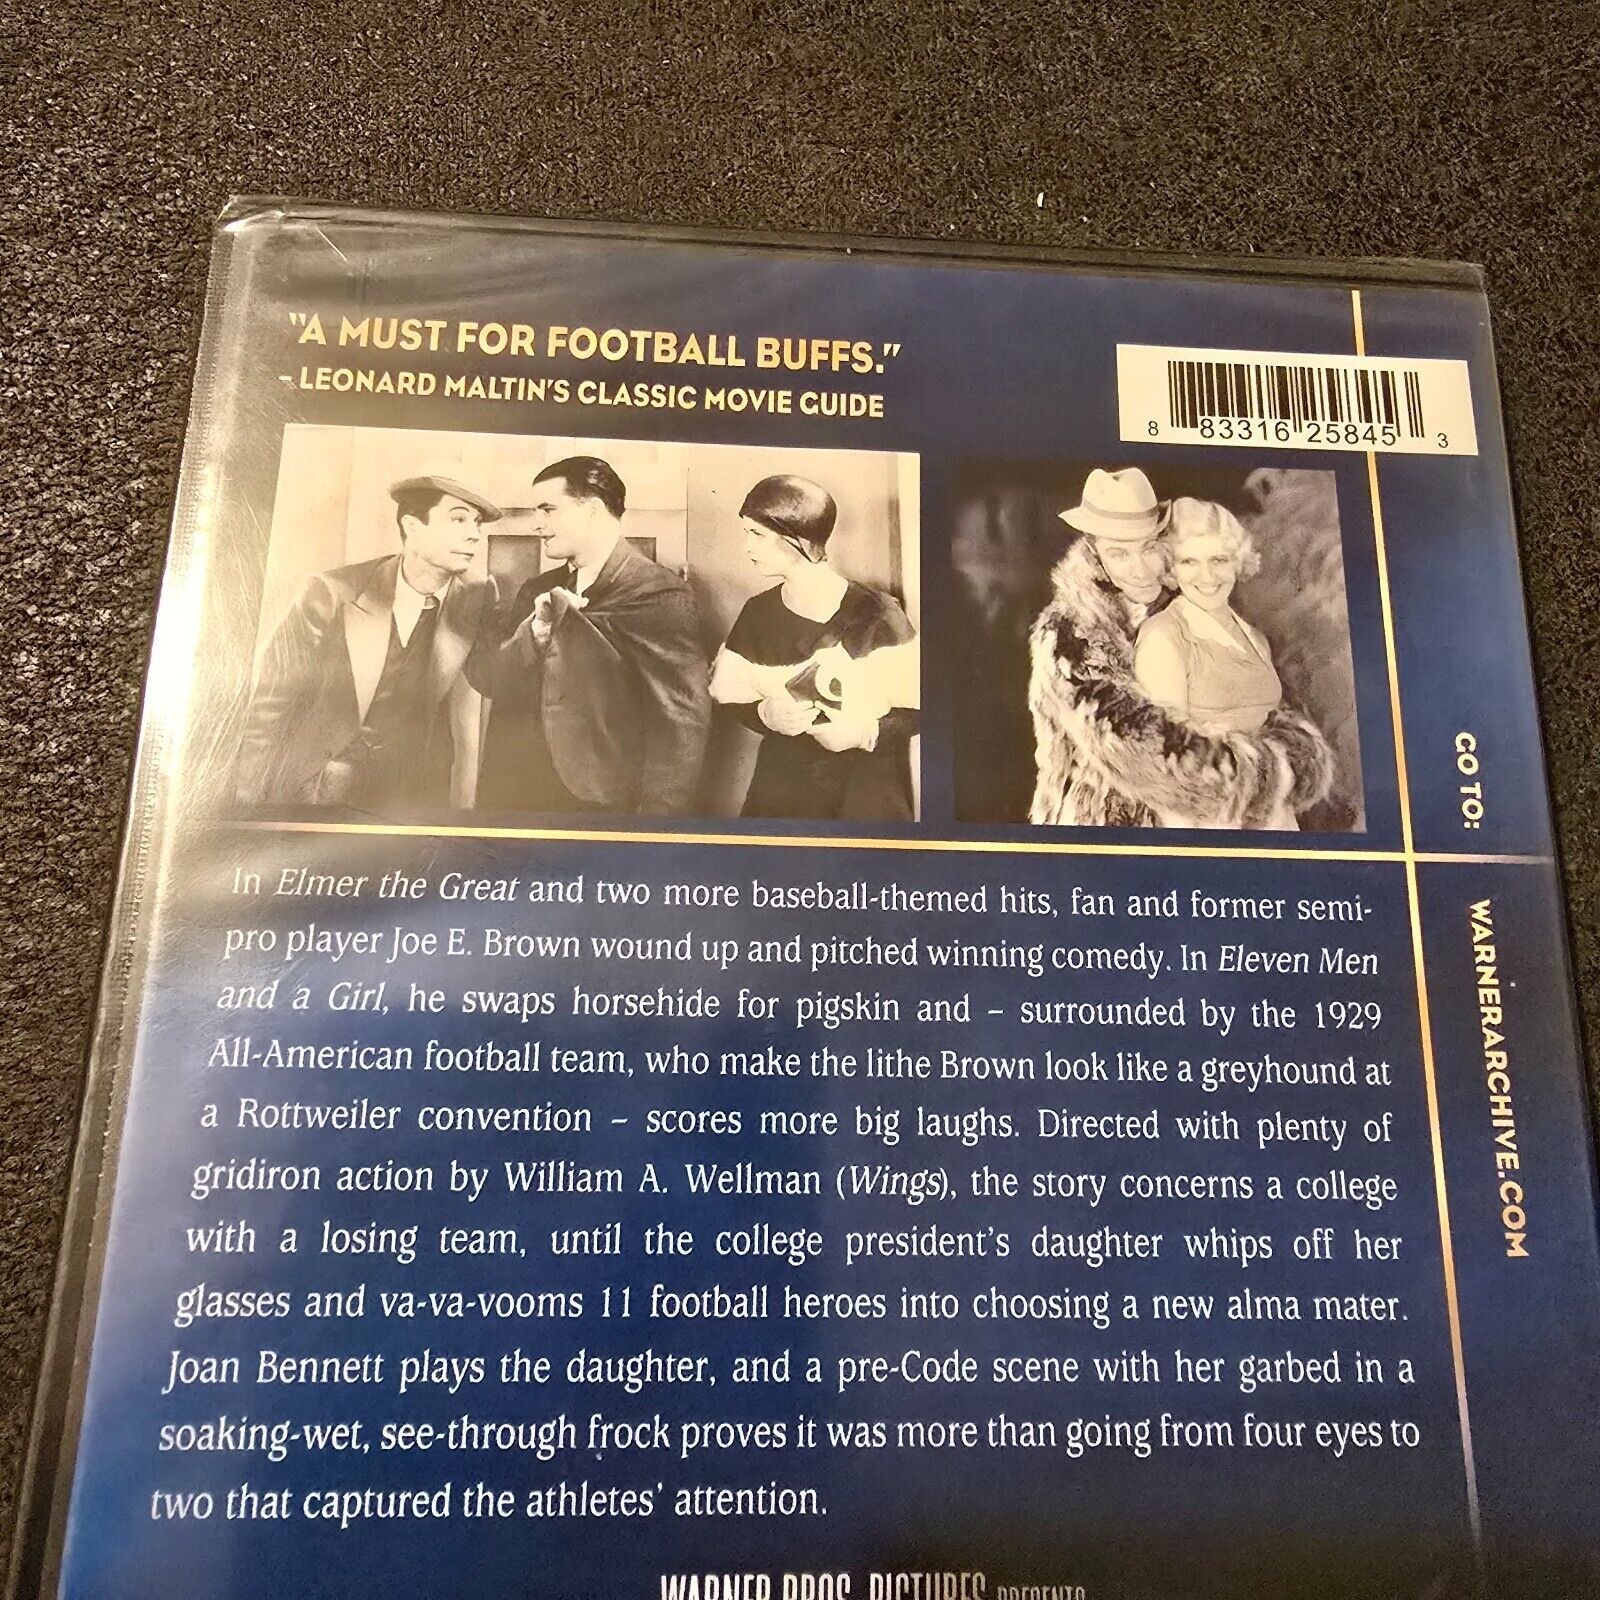 "A MUST FOR FOOTBALL BUFFS."
– LEONARD MALTIN'S CLASSIC MOVIE GUIDE
8 83316 25845 3
In Elmer the Great and two more baseball-themed hits, fan and former semi-
pro player Joe E. Brown wound up and pitched winning comedy. In Eleven Men
and a Girl, he swaps horsehide for pigskin and – surrounded by the 1929
All-American football team, who make the lithe Brown look like a greyhound at
a Rottweiler convention – scores more big laughs. Directed with plenty of
gridiron action by William A. Wellman (Wings), the story concerns a college
with a losing team, until the college president's daughter whips off her
glasses and va-va-vooms 11 football heroes into choosing a new alma mater.
Joan Bennett plays the daughter, and a pre-Code scene with her garbed in a
soaking-wet, see-through frock proves it was more than going from four eyes to
two that captured the athletes' attention.
WARNER BROS. PICTURES PRESENTS
GO TO: WARNERARCHIVE.COM